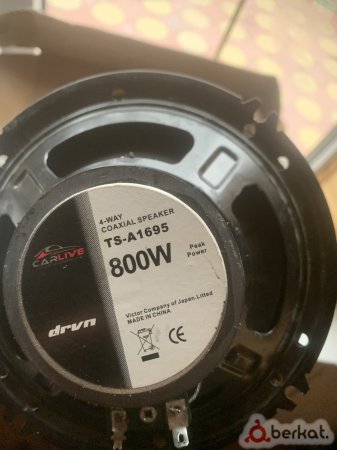 4-WAY
COAXIAL SPEAKER
TS-A1695
800W
Peak
Power
CARLIVE
Victor Company of Japan.Litted
MADE IN CHINA
drvn
CE
berkat.